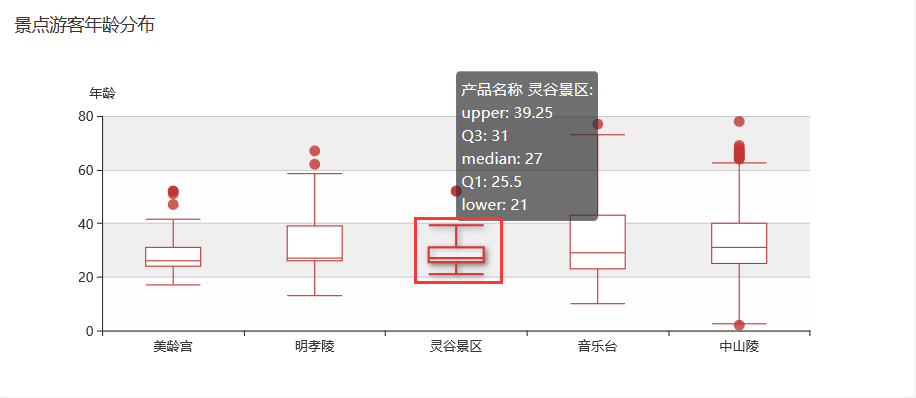 景点游客年龄分布
年龄
产品名称 灵谷景区:
upper: 39.25
Q3: 31
median: 27
Q1: 25.5
lower: 21
80
60
40
20
0
美龄宫 明孝陵 灵谷景区 音乐台 中山陵